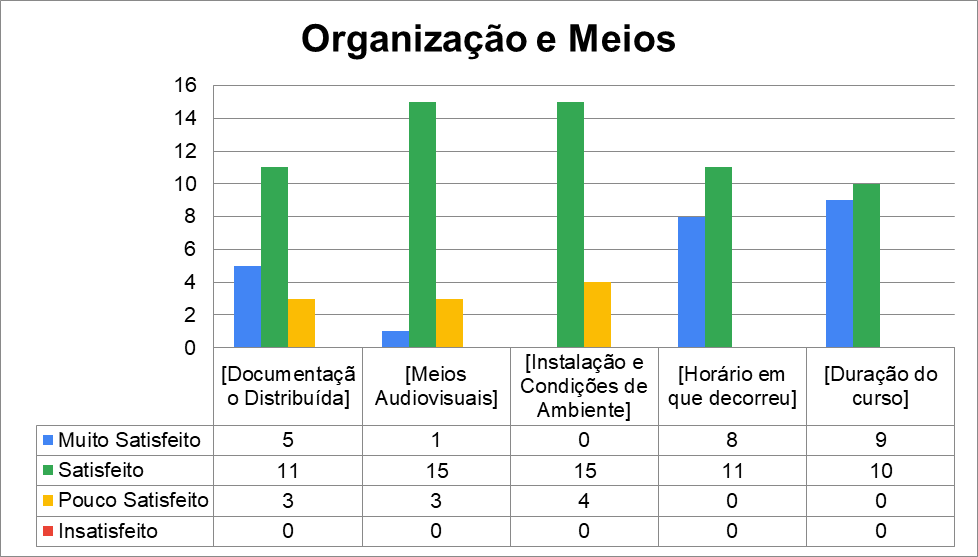 Organização e Meios
16
14
12
10
8
6
4
2
0
[Documentaçã
o Distribuída]
[Meios
Audiovisuais]
[Instalação e
Condições de
Ambiente]
[Horário em
que decorreu]
[Duração do
curso]
Muito Satisfeito 5 1 0 8 9
Satisfeito 11 15 15 11 10
Pouco Satisfeito 3 3 4 0 0
Insatisfeito 0 0 0 0 0